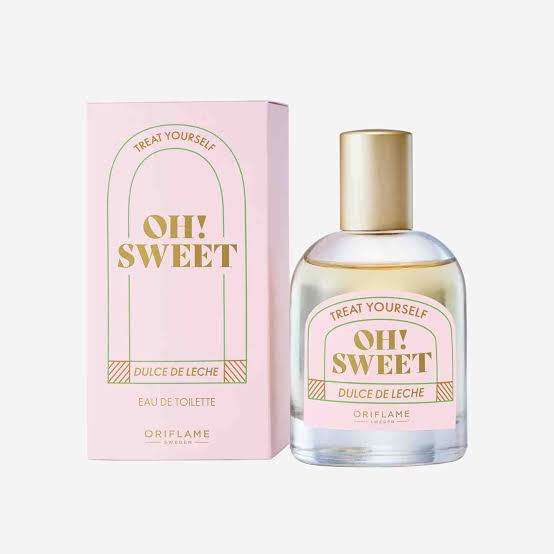 TREAT YOURSELF
OH!
SWEET
DULCE DE LECHE
EAU DE TOILETTE
ORIFLAME
SWEDEN
TREAT YOURSELF
OH!
SWEET
DULCE DE LECHE
ORIFLAME
SWEDEN